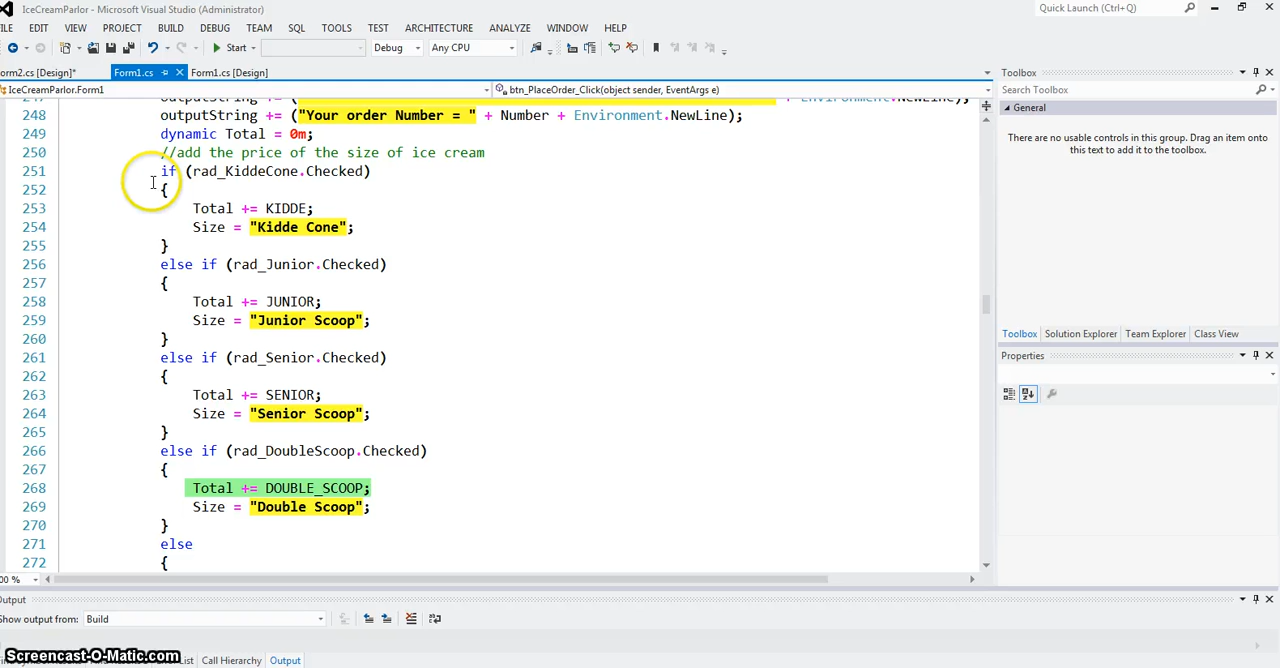 IceCreamParlor - Microsoft Visual Studio (Administrator)
Quick Launch (Ctrl+Q)
FILE EDIT VIEW PROJECT BUILD DEBUG TEAM SQL TOOLS TEST ARCHITECTURE ANALYZE WINDOW HELP
Start Debug Any CPU
orm2.cs [Design]* Form1.cs Form1.cs [Design]
IceCreamParlor.Form1 btn_PlaceOrder_Click(object sender, EventArgs e)
247 outputString += ( + Environment.NewLine);
248 outputString += ("Your order Number = " + Number + Environment.NewLine);
249 dynamic Total = 0m;
250 //add the price of the size of ice cream
251 if (rad_KiddeCone.Checked)
252 {
253 Total += KIDDE;
254 Size = "Kidde Cone";
255 }
256 else if (rad_Junior.Checked)
257 {
258 Total += JUNIOR;
259 Size = "Junior Scoop";
260 }
261 else if (rad_Senior.Checked)
262 {
263 Total += SENIOR;
264 Size = "Senior Scoop";
265 }
266 else if (rad_DoubleScoop.Checked)
267 {
268 Total += DOUBLE_SCOOP;
269 Size = "Double Scoop";
270 }
271 else
272 {
00 %
Toolbox
Search Toolbox
General
There are no usable controls in this group. Drag an item onto
this text to add it to the toolbox.
Toolbox Solution Explorer Team Explorer Class View
Properties
Output
Show output from: Build
List Call Hierarchy Output
Screencast-O-Matic.com